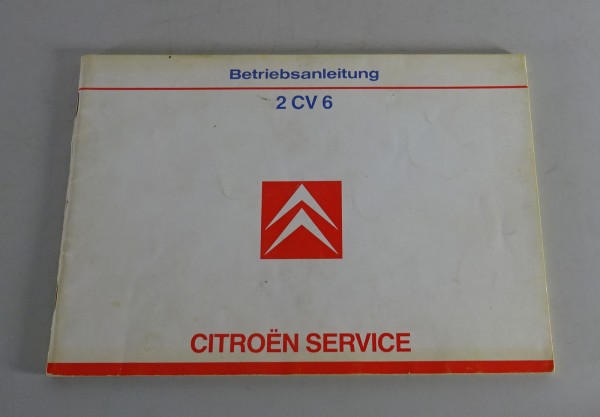 Betriebsanleitung
2 CV 6
CITROËN SERVICE